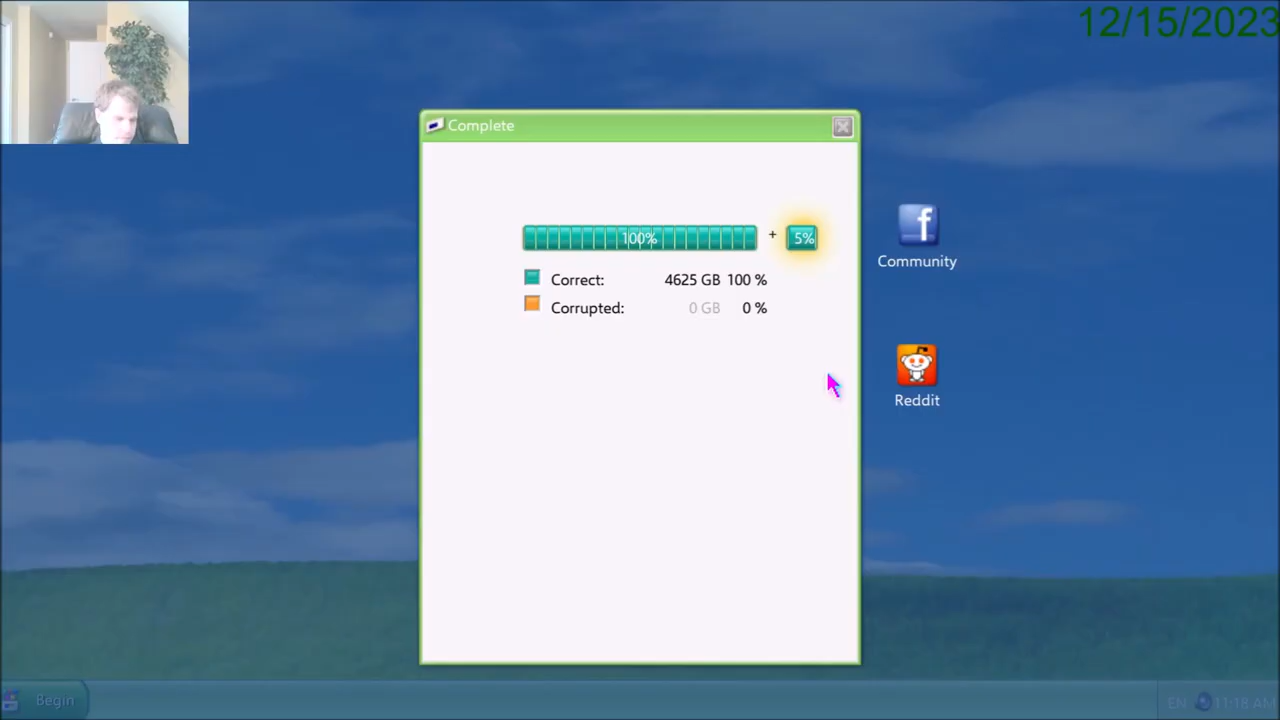 12/15/2023
Complete
100% + 5%
Correct: 4625 GB 100 %
Corrupted: 0 GB 0 %
f
Community
Reddit
Begin
EN 11:18 AM